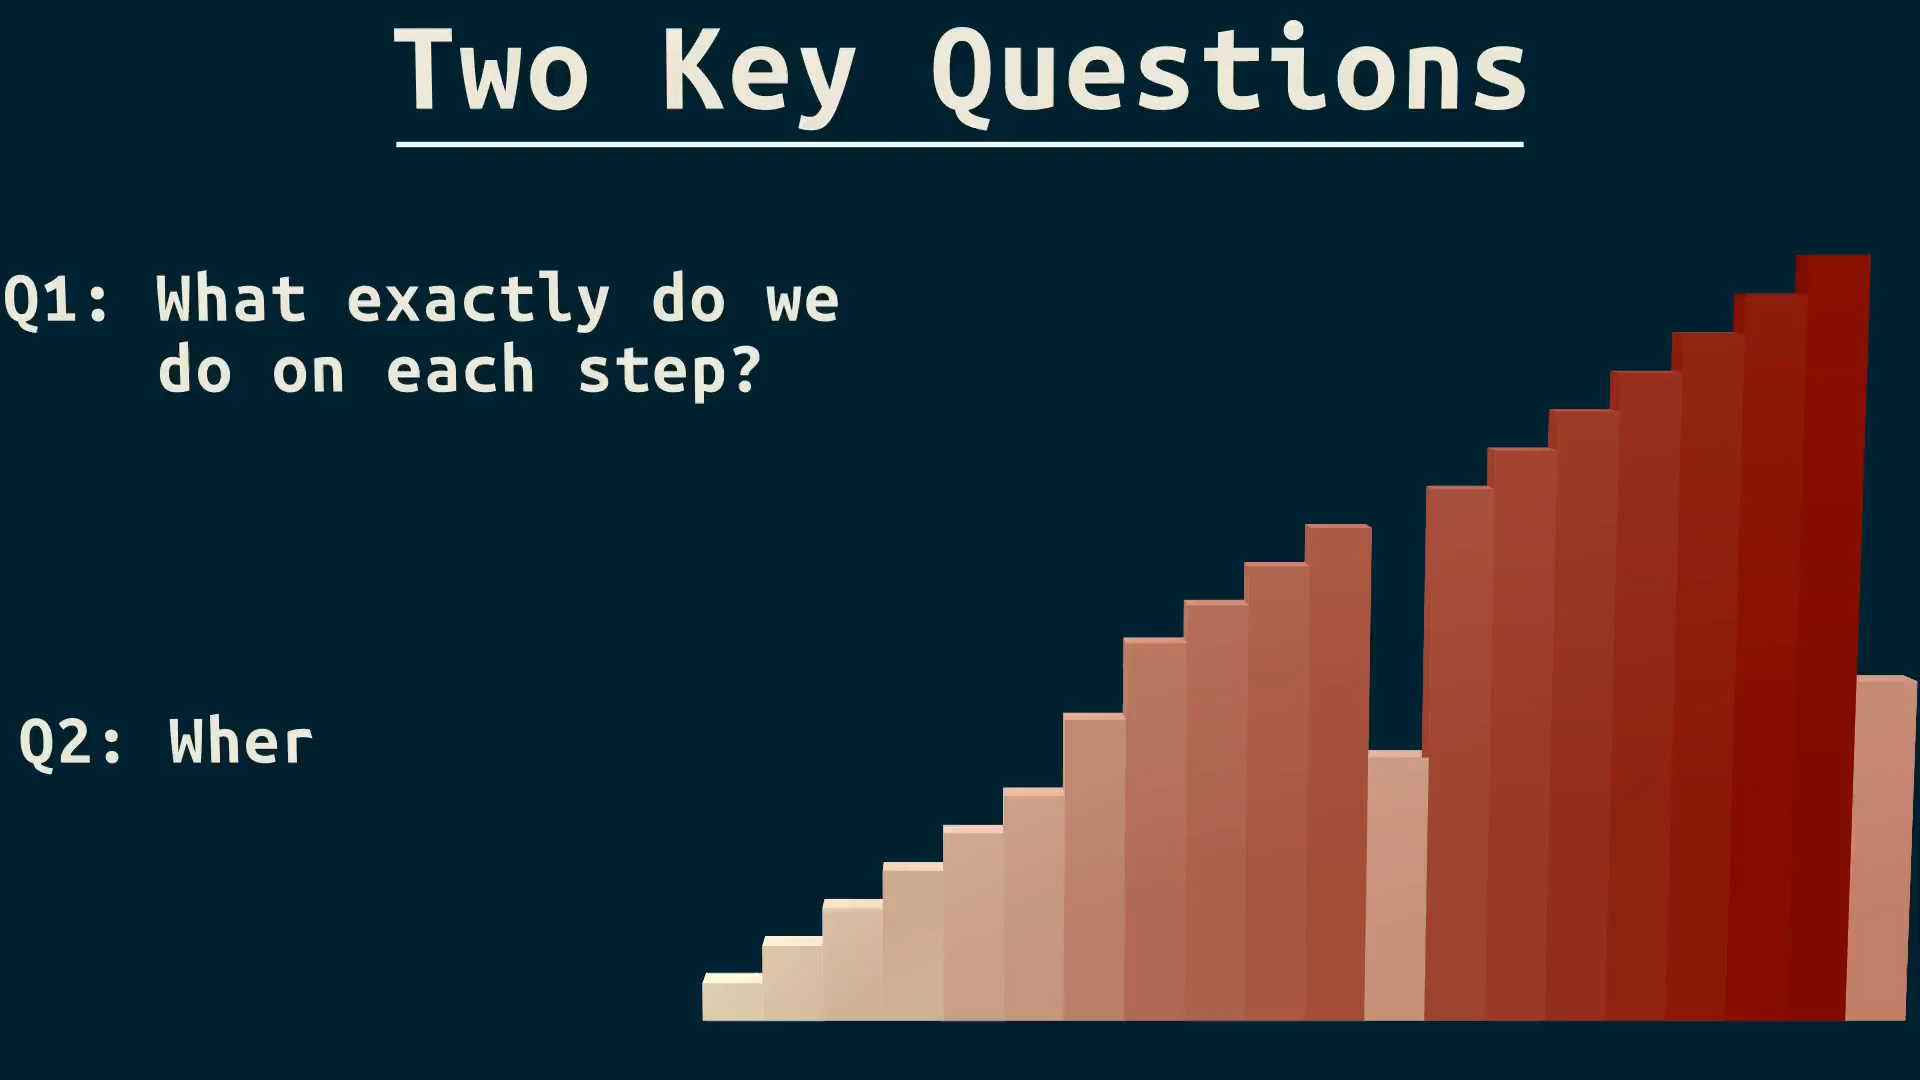 Two Key Questions
Q1: What exactly do we
do on each step?
Q2: Wher